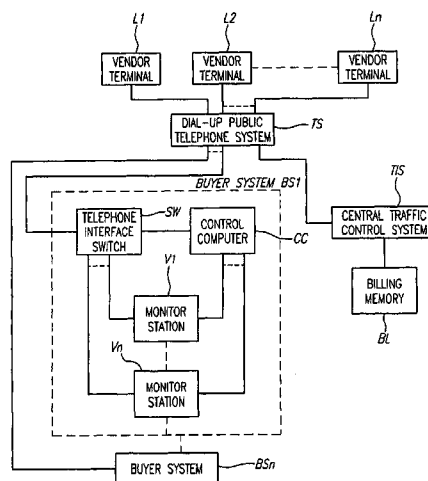 L1
L2
Ln
VENDOR
TERMINAL
VENDOR
TERMINAL
VENDOR
TERMINAL
DIAL-UP PUBLIC
TELEPHONE SYSTEM
TS
BUYER SYSTEM BS1
TELEPHONE
INTERFACE
SWITCH
SW
CONTROL
COMPUTER
CC
TIS
CENTRAL TRAFFIC
CONTROL SYSTEM
BILLING
MEMORY
BL
V1
MONITOR
STATION
Vn
MONITOR
STATION
BUYER SYSTEM
BSn